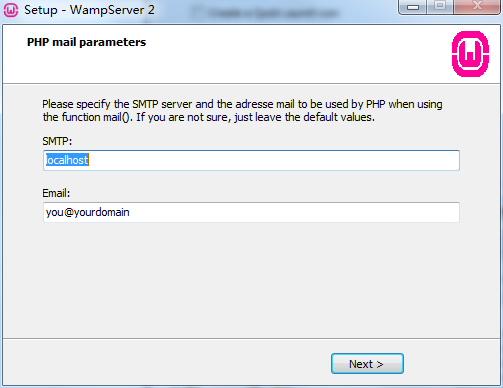 Setup - WampServer 2
PHP mail parameters
Please specify the SMTP server and the adresse mail to be used by PHP when using
the function mail(). If you are not sure, just leave the default values.
SMTP:
localhost
Email:
you@yourdomain
Next >